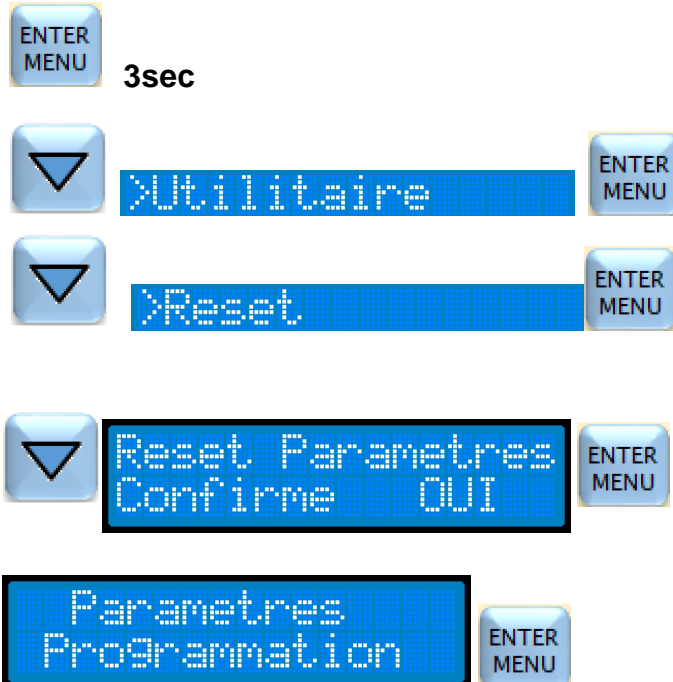 ENTER
MENU
3sec
>Utilitaire
ENTER
MENU
>Reset
ENTER
MENU
Reset Parametres
Confirme OUI
ENTER
MENU
Parametres
Programmation
ENTER
MENU